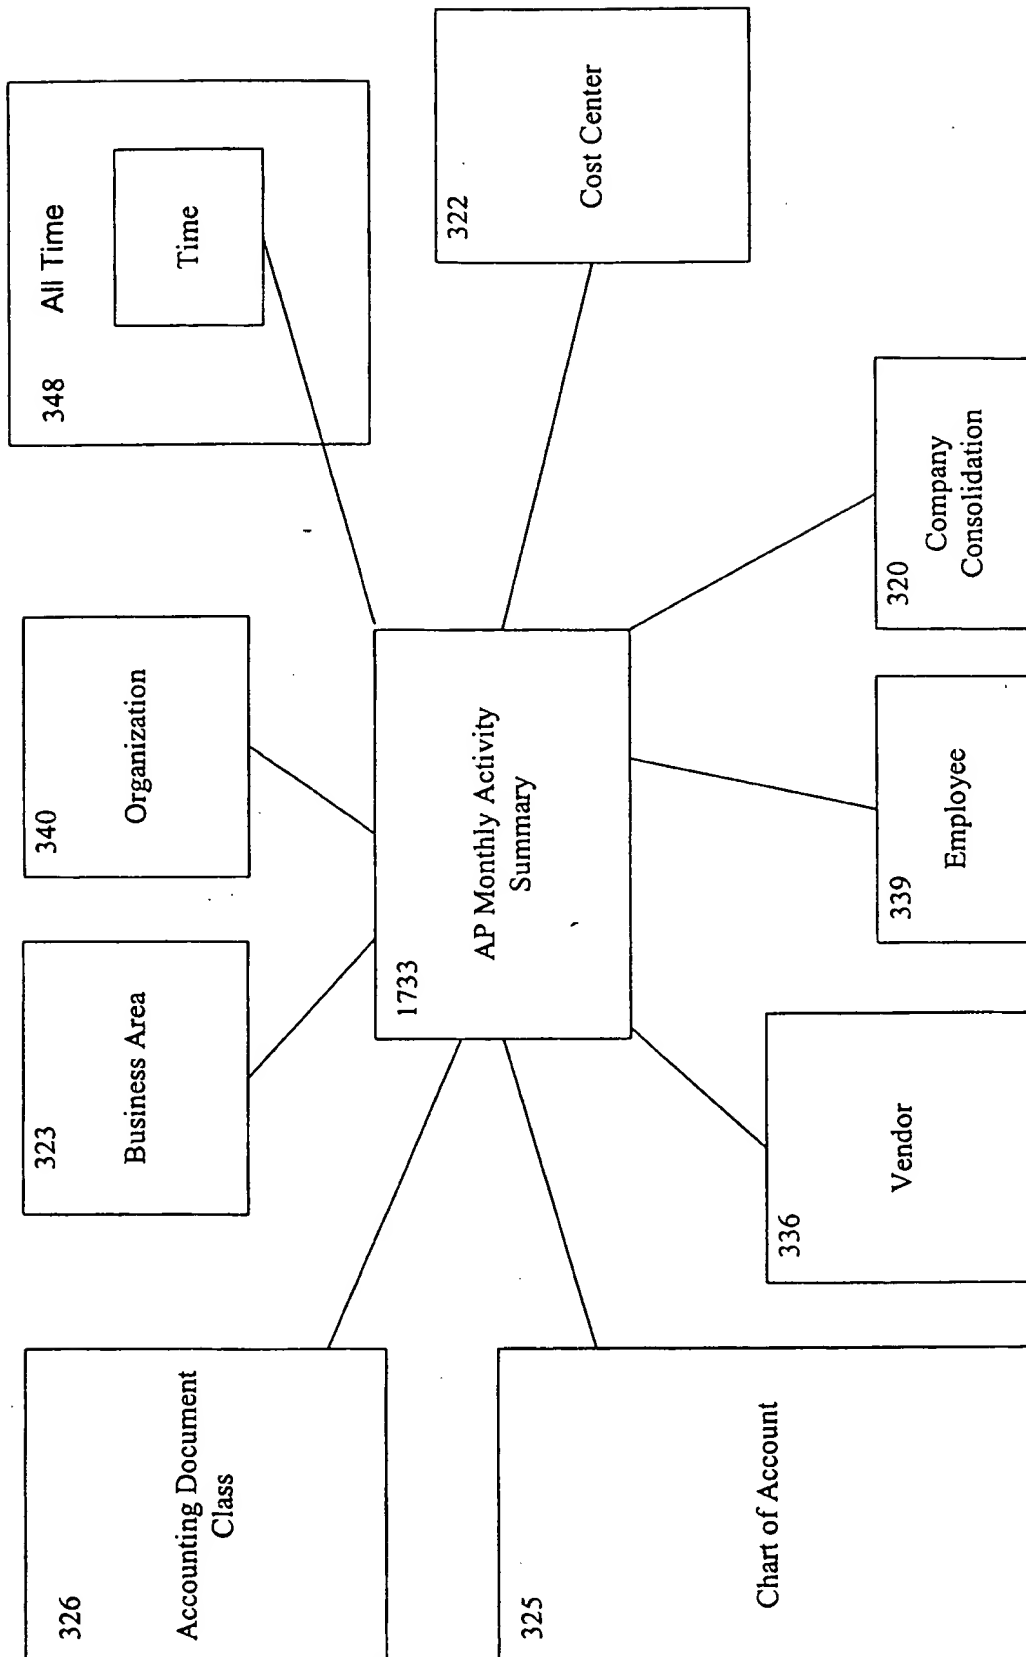 326
Accounting Document
Class
323
Business Area
340
Organization
348
All Time
Time
1733
AP Monthly Activity
Summary
325
Chart of Account
336
Vendor
339
Employee
320
Company
Consolidation
322
Cost Center